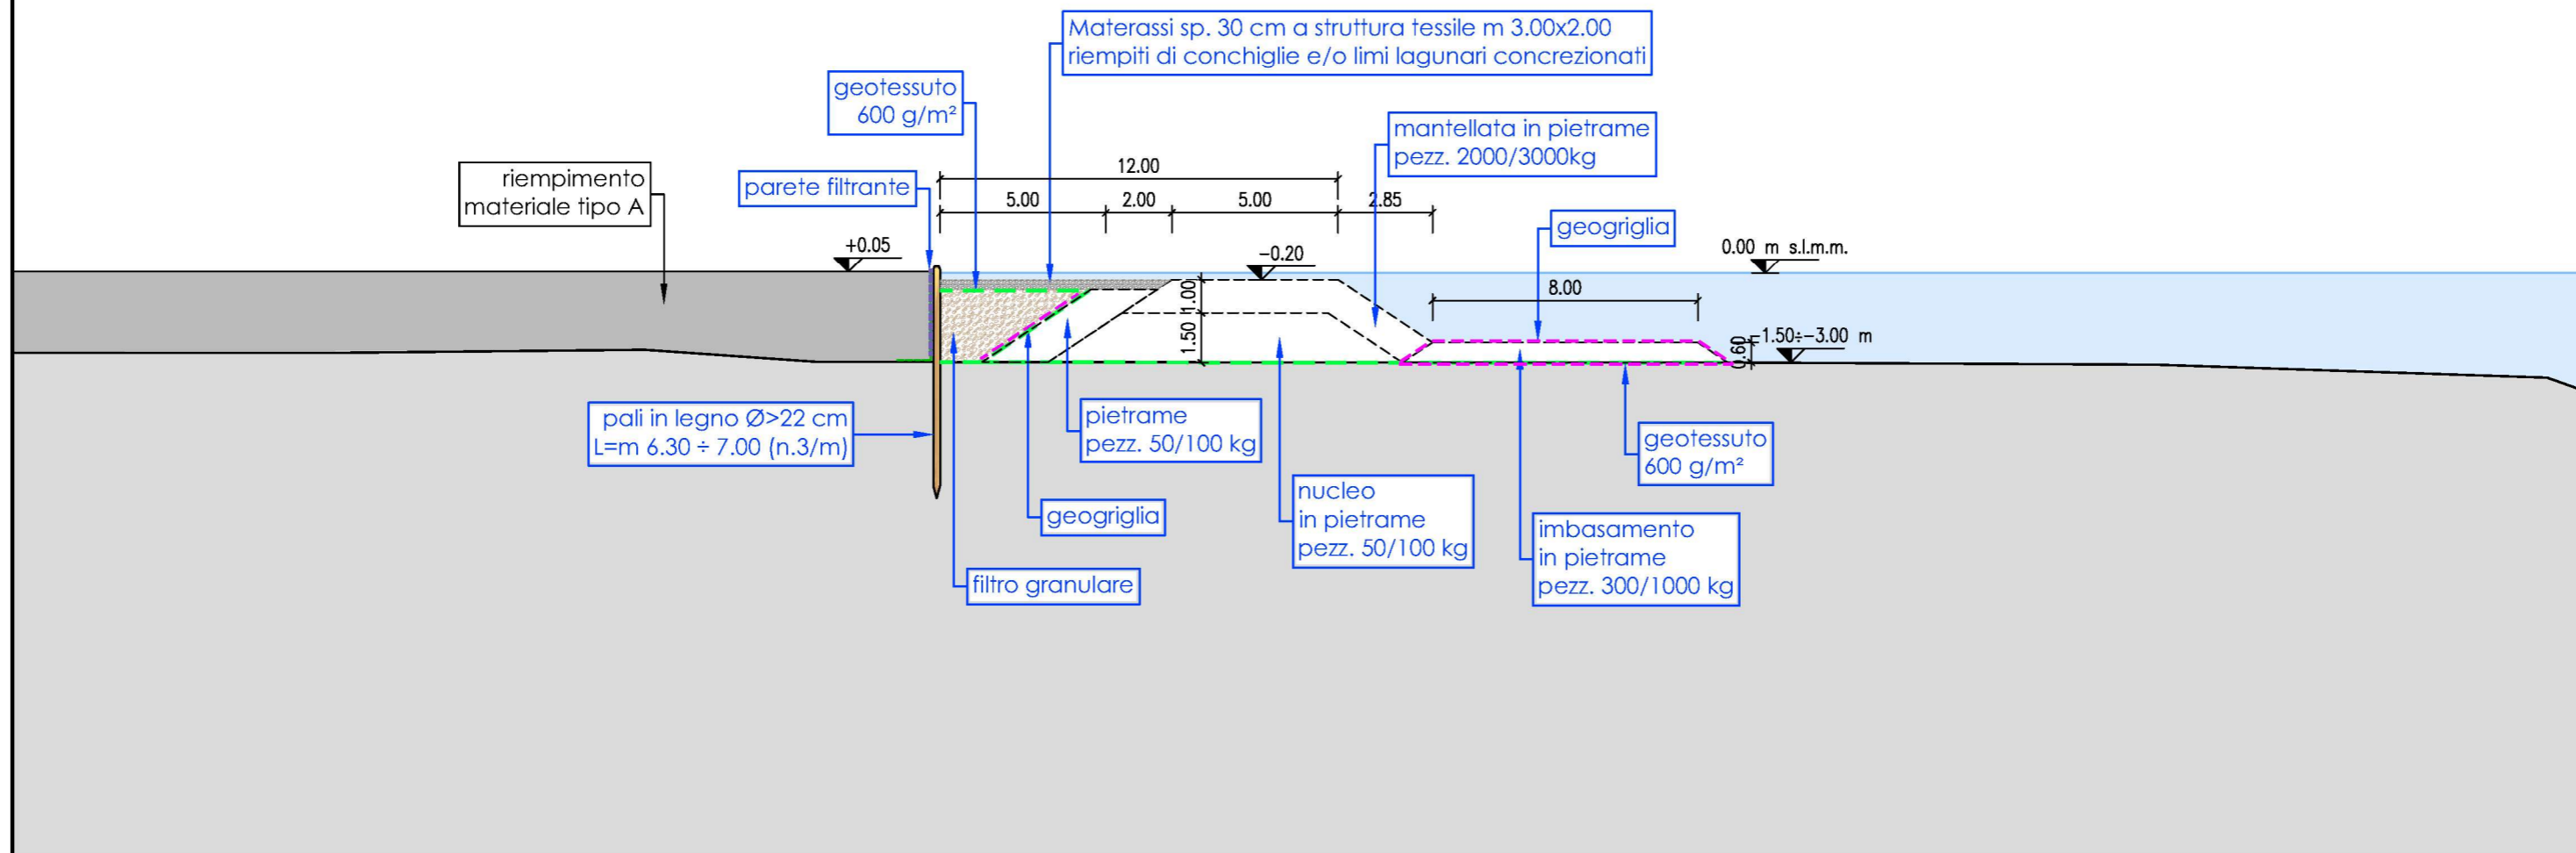 Materassi sp. 30 cm a struttura tessile m 3.00x2.00
riempiti di conchiglie e/o limi lagunari concrezionati
geotessuto
600 g/m²
mantellata in pietrame
pezz. 2000/3000kg
12.00
riempimento
materiale tipo A
parete filtrante
5.00
2.00
5.00
2.85
geogriglia
+0.05
-0.20
0.00 m s.l.m.m.
8.00
1.00
1.50
0.60
-1.50÷-3.00 m
pali in legno Ø>22 cm
L=m 6.30 ÷ 7.00 (n.3/m)
pietrame
pezz. 50/100 kg
geotessuto
600 g/m²
nucleo
in pietrame
pezz. 50/100 kg
geogriglia
imbasamento
in pietrame
pezz. 300/1000 kg
filtro granulare